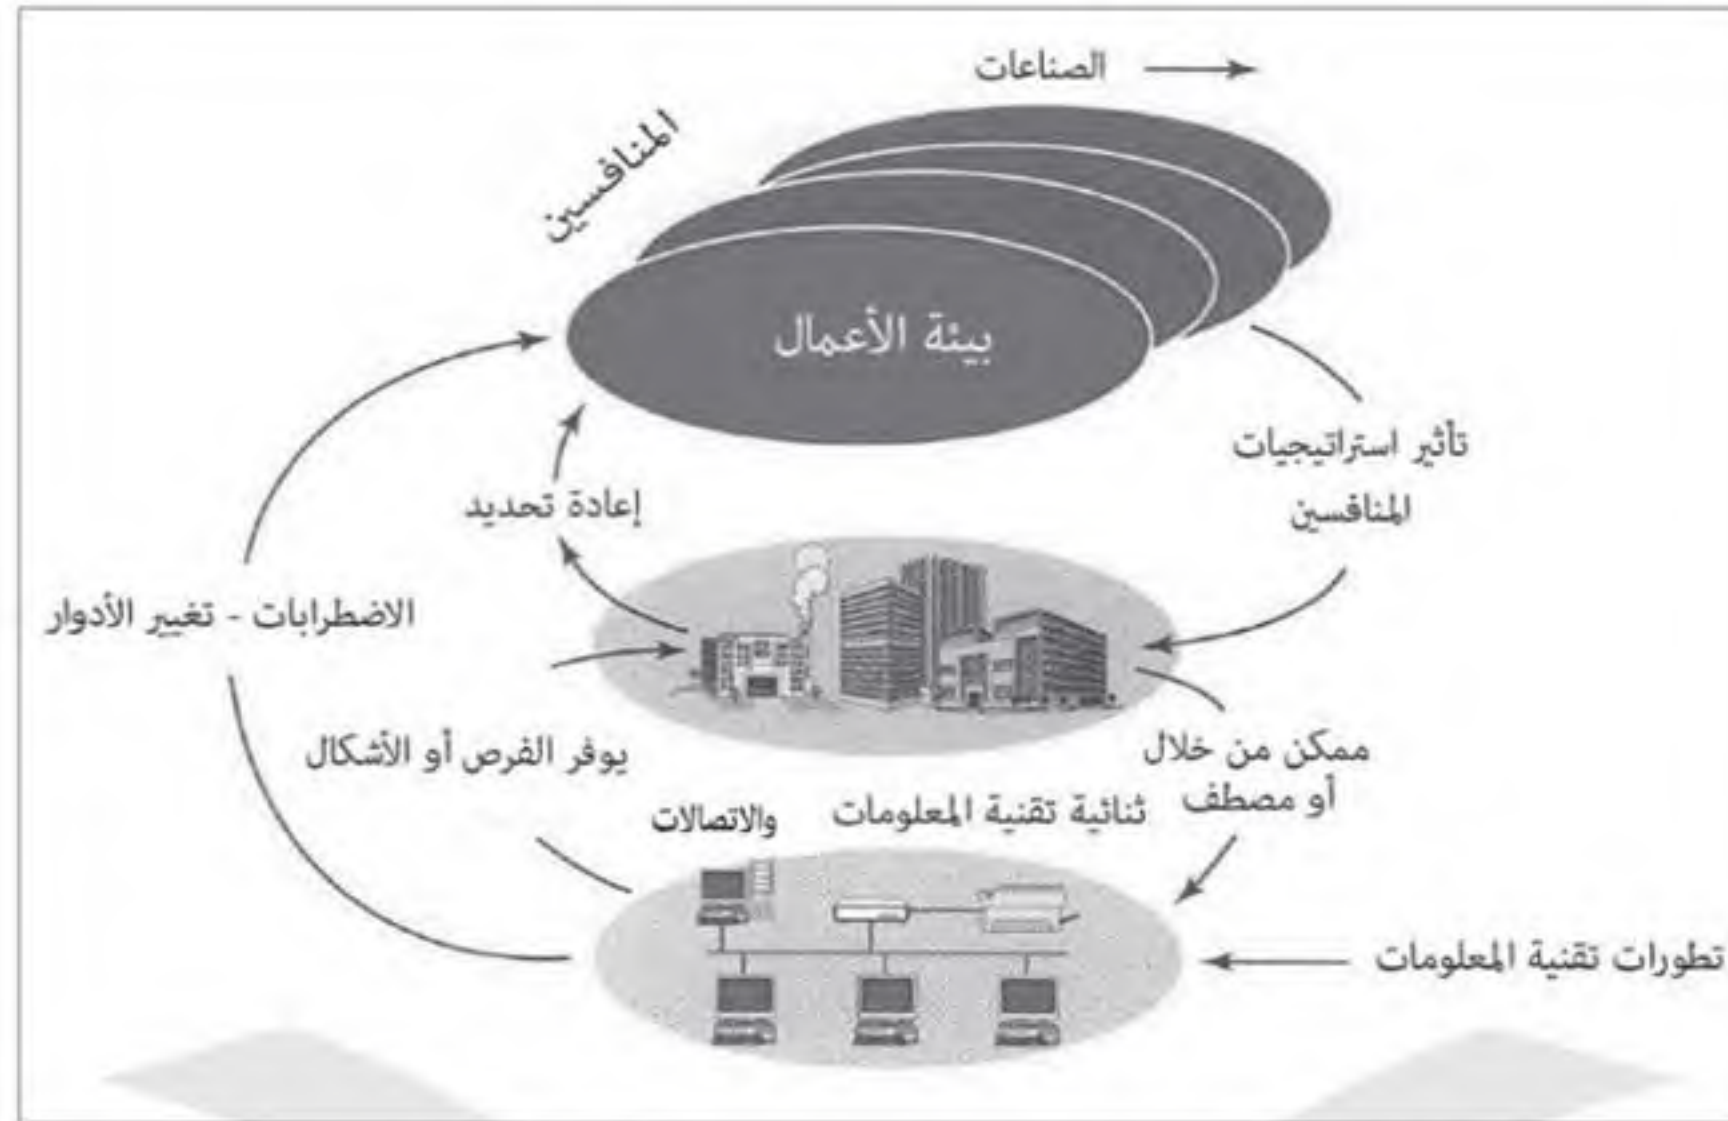 الصناعات
المنافسين
بيئة الأعمال
تأثير استراتيجيات
المنافسين
إعادة تحديد
الاضطرابات - تغيير الأدوار
يوفر الفرص أو الأشكال
ممكن من خلال
أو مصطف
ثنائية تقنية المعلومات
والاتصالات
تطورات تقنية المعلومات